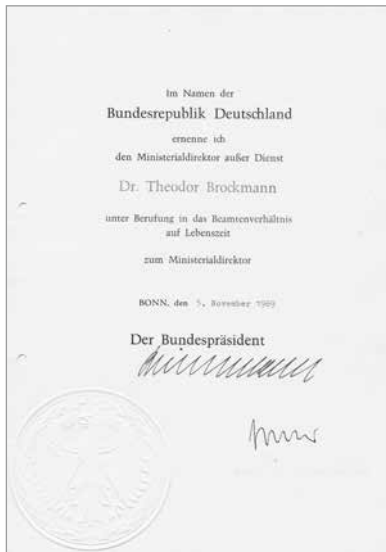 Im Namen der
Bundesrepublik Deutschland
ernenne ich
den Ministerialdirektor außer Dienst
Dr. Theodor Brockmann
unter Berufung in das Beamtenverhältnis
auf Lebenszeit
zum Ministerialdirektor
BONN, den 5. November 1969
Der Bundespräsident